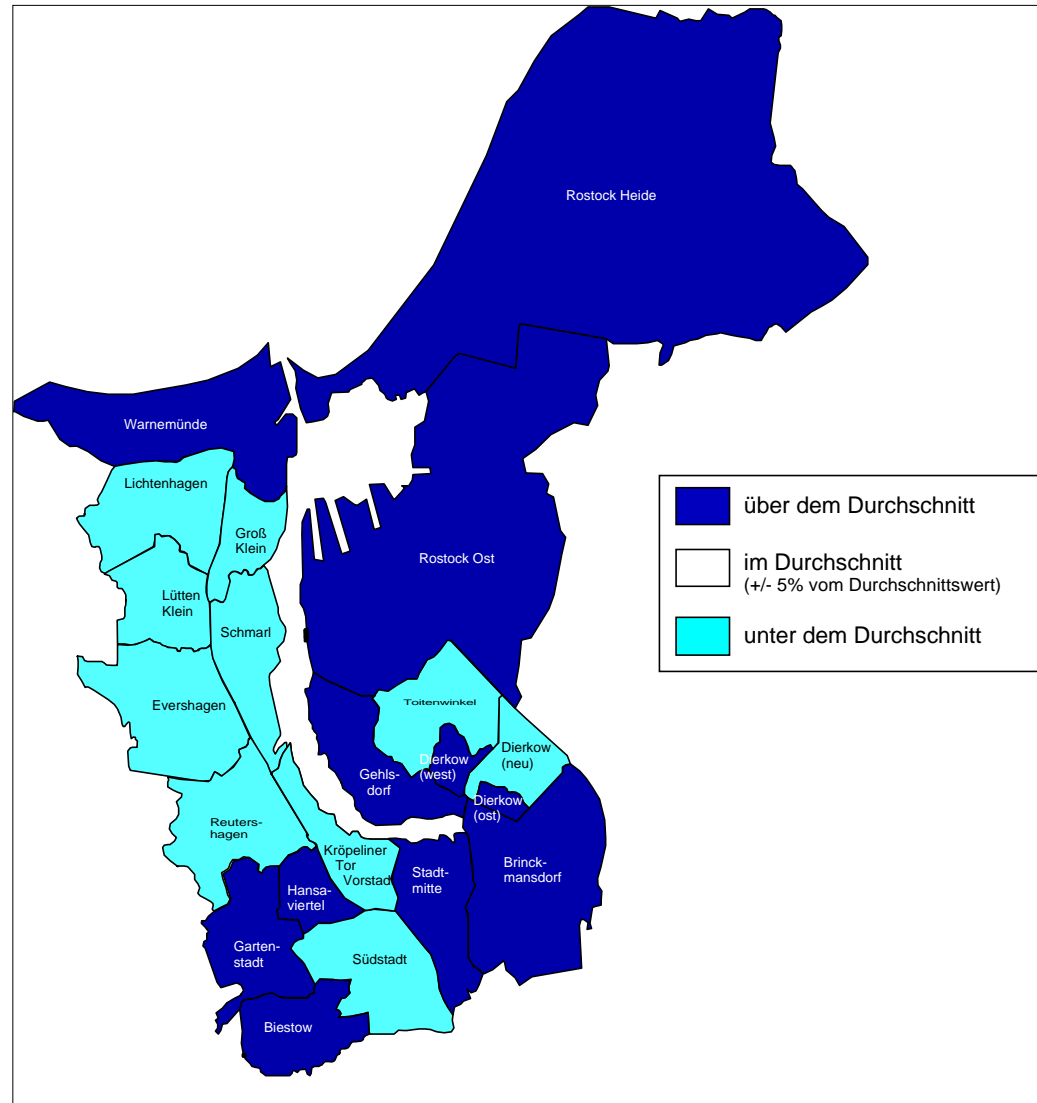 Rostock Heide
Warnemünde
Lichtenhagen
Groß
Klein
Rostock Ost
Lütten
Klein
Schmarl
Evershagen
Toitenwinkel
Dierkow
(west)
Dierkow
(neu)
Gehls-
dorf
Dierkow
(ost)
Reuters-
hagen
Kröpeliner
Tor
Vorstadt
Stadt-
mitte
Brinck-
mansdorf
Hansa-
viertel
Garten-
stadt
Südstadt
Biestow
über dem Durchschnitt
im Durchschnitt
(+/- 5% vom Durchschnittswert)
unter dem Durchschnitt